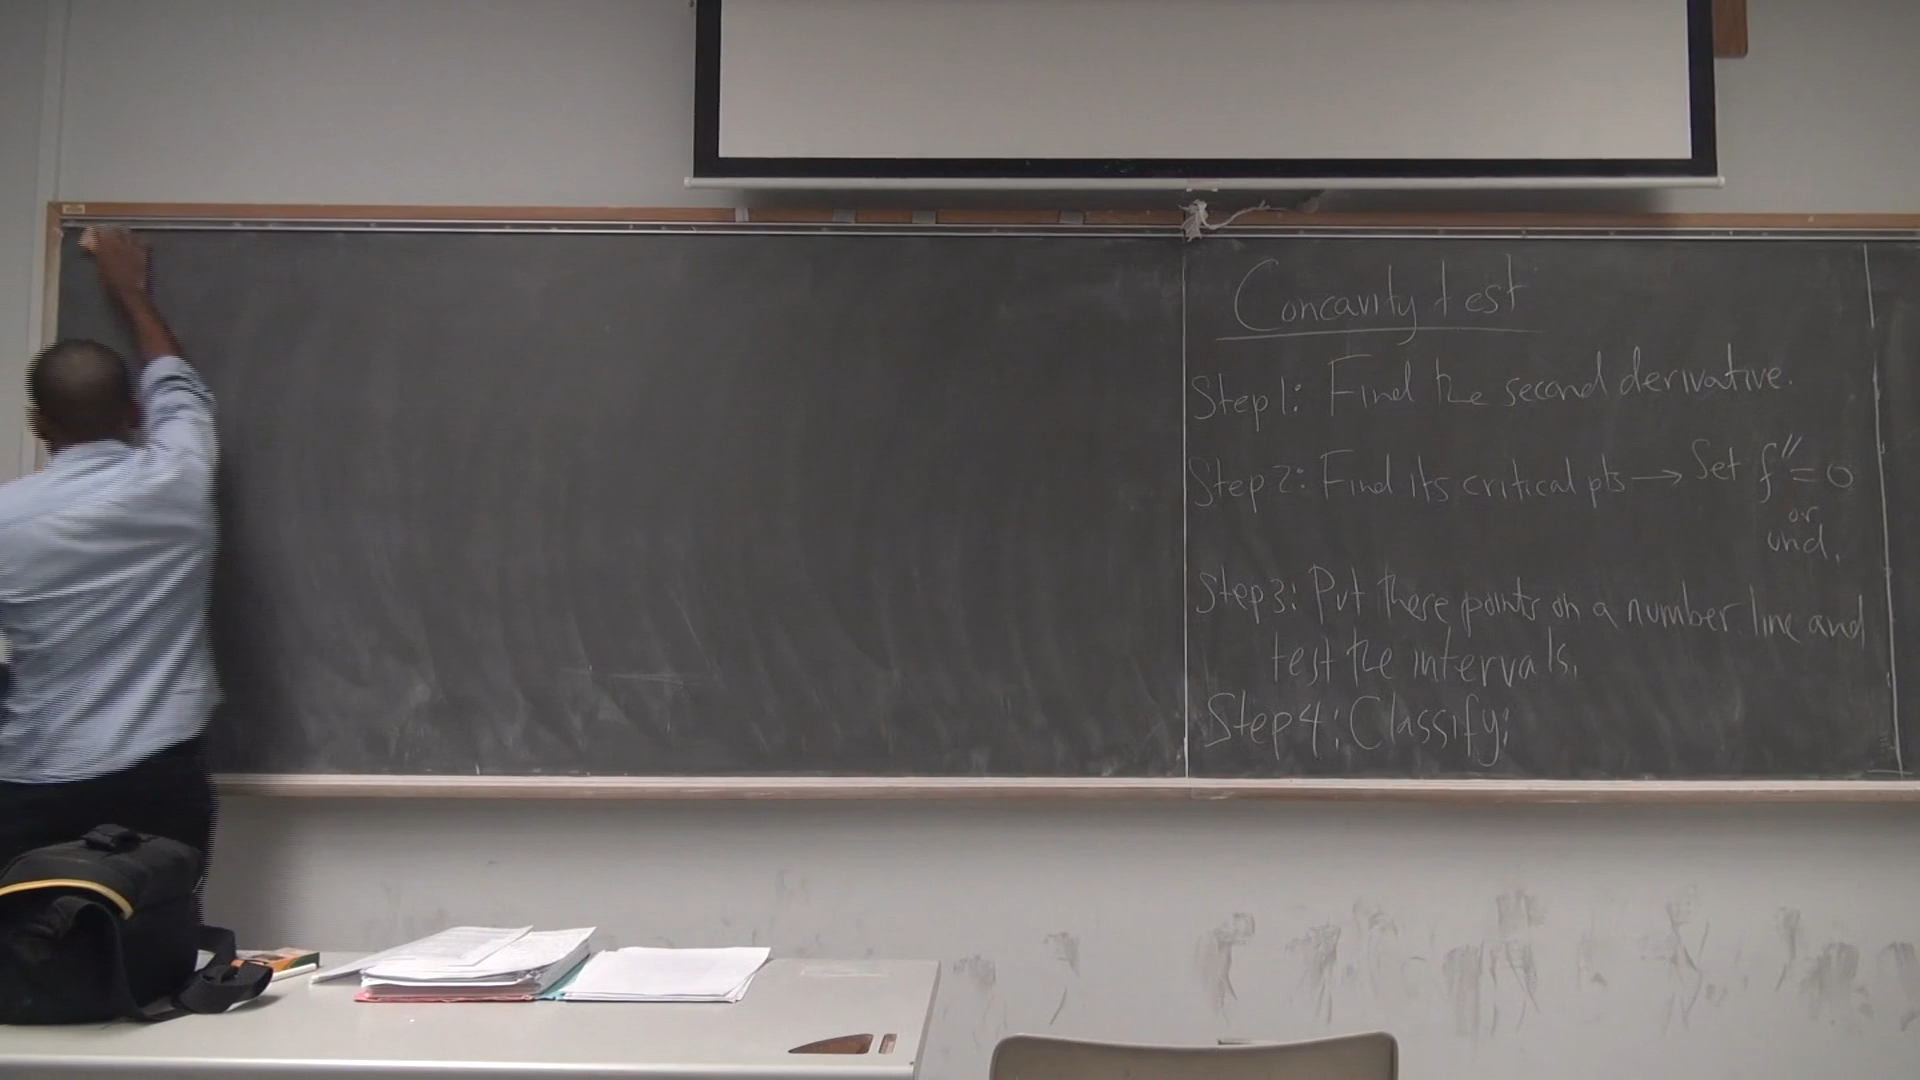 Concavity test
Step 1: Find the second derivative.
Step 2: Find its critical pts → Set f″ = 0
or
und.
Step 3: Put these points on a number line and
test the intervals.
Step 4: Classify: